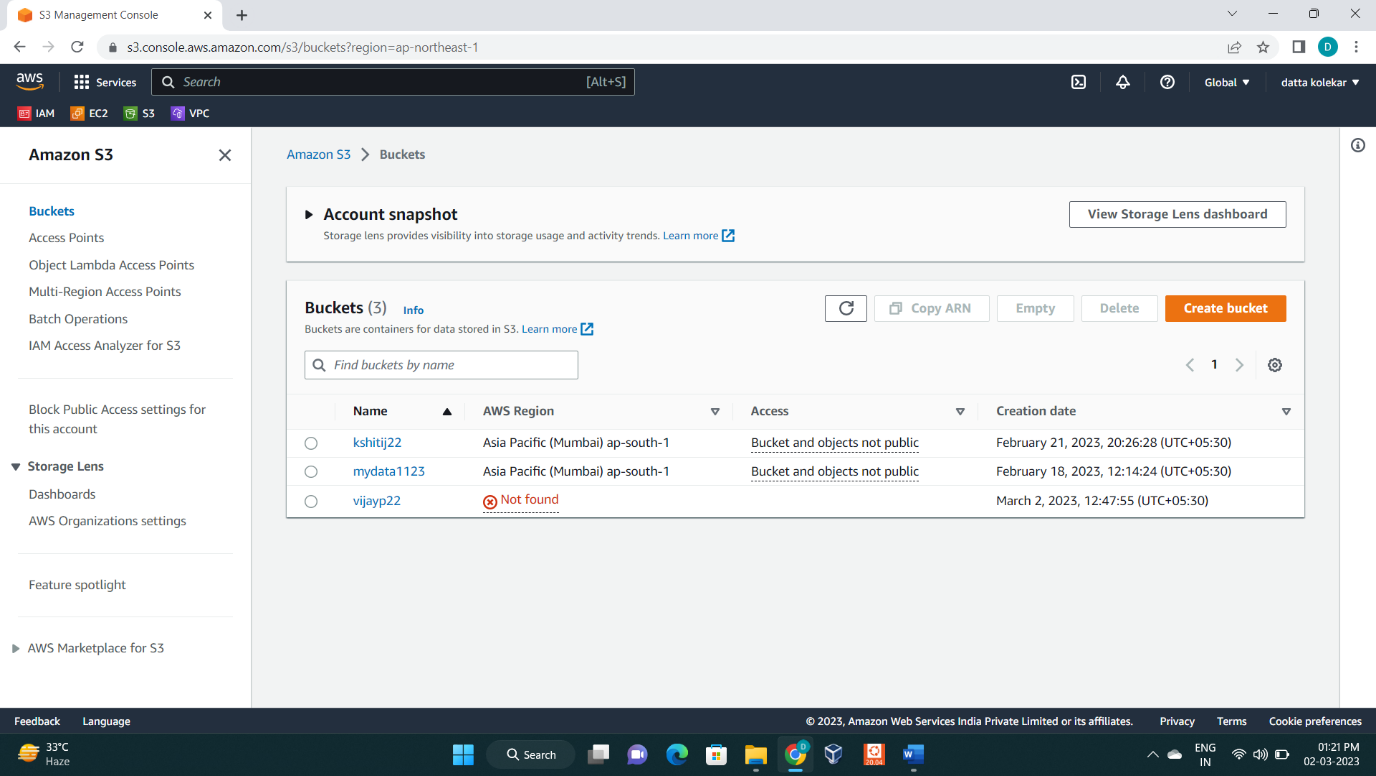 S3 Management Console
s3.console.aws.amazon.com/s3/buckets?region=ap-northeast-1
D
aws
Services
Search
[Alt+S]
Global
datta kolekar
IAM
EC2
S3
VPC
Amazon S3
Buckets
Access Points
Object Lambda Access Points
Multi-Region Access Points
Batch Operations
IAM Access Analyzer for S3
Block Public Access settings for
this account
Storage Lens
Dashboards
AWS Organizations settings
Feature spotlight
AWS Marketplace for S3
Amazon S3 > Buckets
Account snapshot
View Storage Lens dashboard
Storage lens provides visibility into storage usage and activity trends. Learn more
Buckets (3) Info
Copy ARN
Empty
Delete
Create bucket
Buckets are containers for data stored in S3. Learn more
Find buckets by name
1
Name AWS Region Access Creation date
kshitij22 Asia Pacific (Mumbai) ap-south-1 Bucket and objects not public February 21, 2023, 20:26:28 (UTC+05:30)
mydata1123 Asia Pacific (Mumbai) ap-south-1 Bucket and objects not public February 18, 2023, 12:14:24 (UTC+05:30)
vijayp22 Not found March 2, 2023, 12:47:55 (UTC+05:30)
Feedback Language
© 2023, Amazon Web Services India Private Limited or its affiliates. Privacy Terms Cookie preferences
33°C
Haze
Search
D
20.04
W
ENG
IN
01:21 PM
02-03-2023